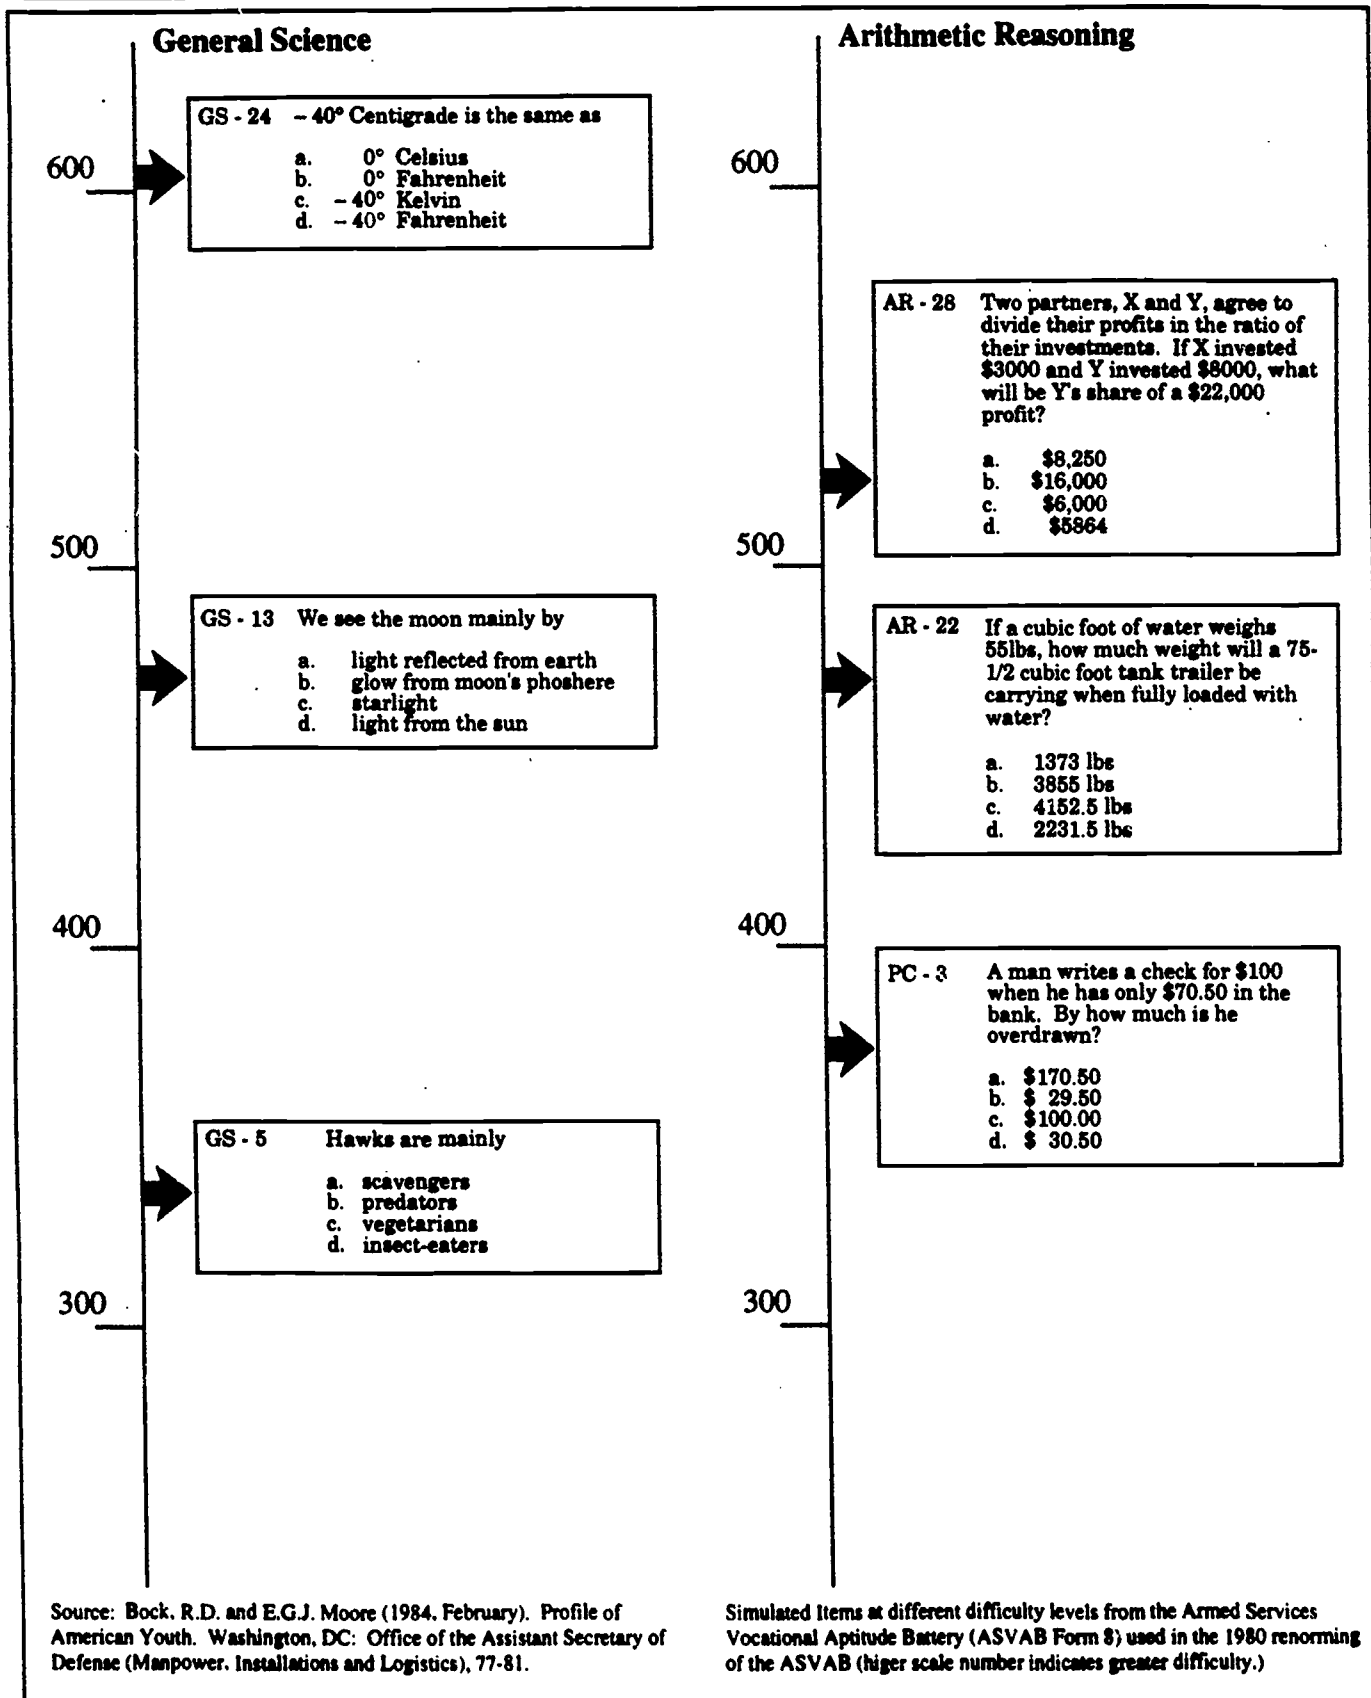 General Science
600
GS - 24 - 40° Centigrade is the same as
a. 0° Celsius
b. 0° Fahrenheit
c. - 40° Kelvin
d. - 40° Fahrenheit
500
GS - 13 We see the moon mainly by
a. light reflected from earth
b. glow from moon's phoshere
c. starlight
d. light from the sun
400
GS - 5 Hawks are mainly
a. scavengers
b. predators
c. vegetarians
d. insect-eaters
300
Source: Bock, R.D. and E.G.J. Moore (1984, February). Profile of
American Youth. Washington, DC: Office of the Assistant Secretary of
Defense (Manpower, Installations and Logistics), 77-81.
Arithmetic Reasoning
600
AR - 28 Two partners, X and Y, agree to
divide their profits in the ratio of
their investments. If X invested
$3000 and Y invested $8000, what
will be Y's share of a $22,000
profit?
a. $8,250
b. $16,000
c. $6,000
d. $5864
500
AR - 22 If a cubic foot of water weighs
55lbs, how much weight will a 75-
1/2 cubic foot tank trailer be
carrying when fully loaded with
water?
a. 1373 lbs
b. 3855 lbs
c. 4152.5 lbs
d. 2231.5 lbs
400
PC - 3 A man writes a check for $100
when he has only $70.50 in the
bank. By how much is he
overdrawn?
a. $170.50
b. $ 29.50
c. $100.00
d. $ 30.50
300
Simulated Items at different difficulty levels from the Armed Services
Vocational Aptitude Battery (ASVAB Form 8) used in the 1980 renorming
of the ASVAB (higer scale number indicates greater difficulty.)